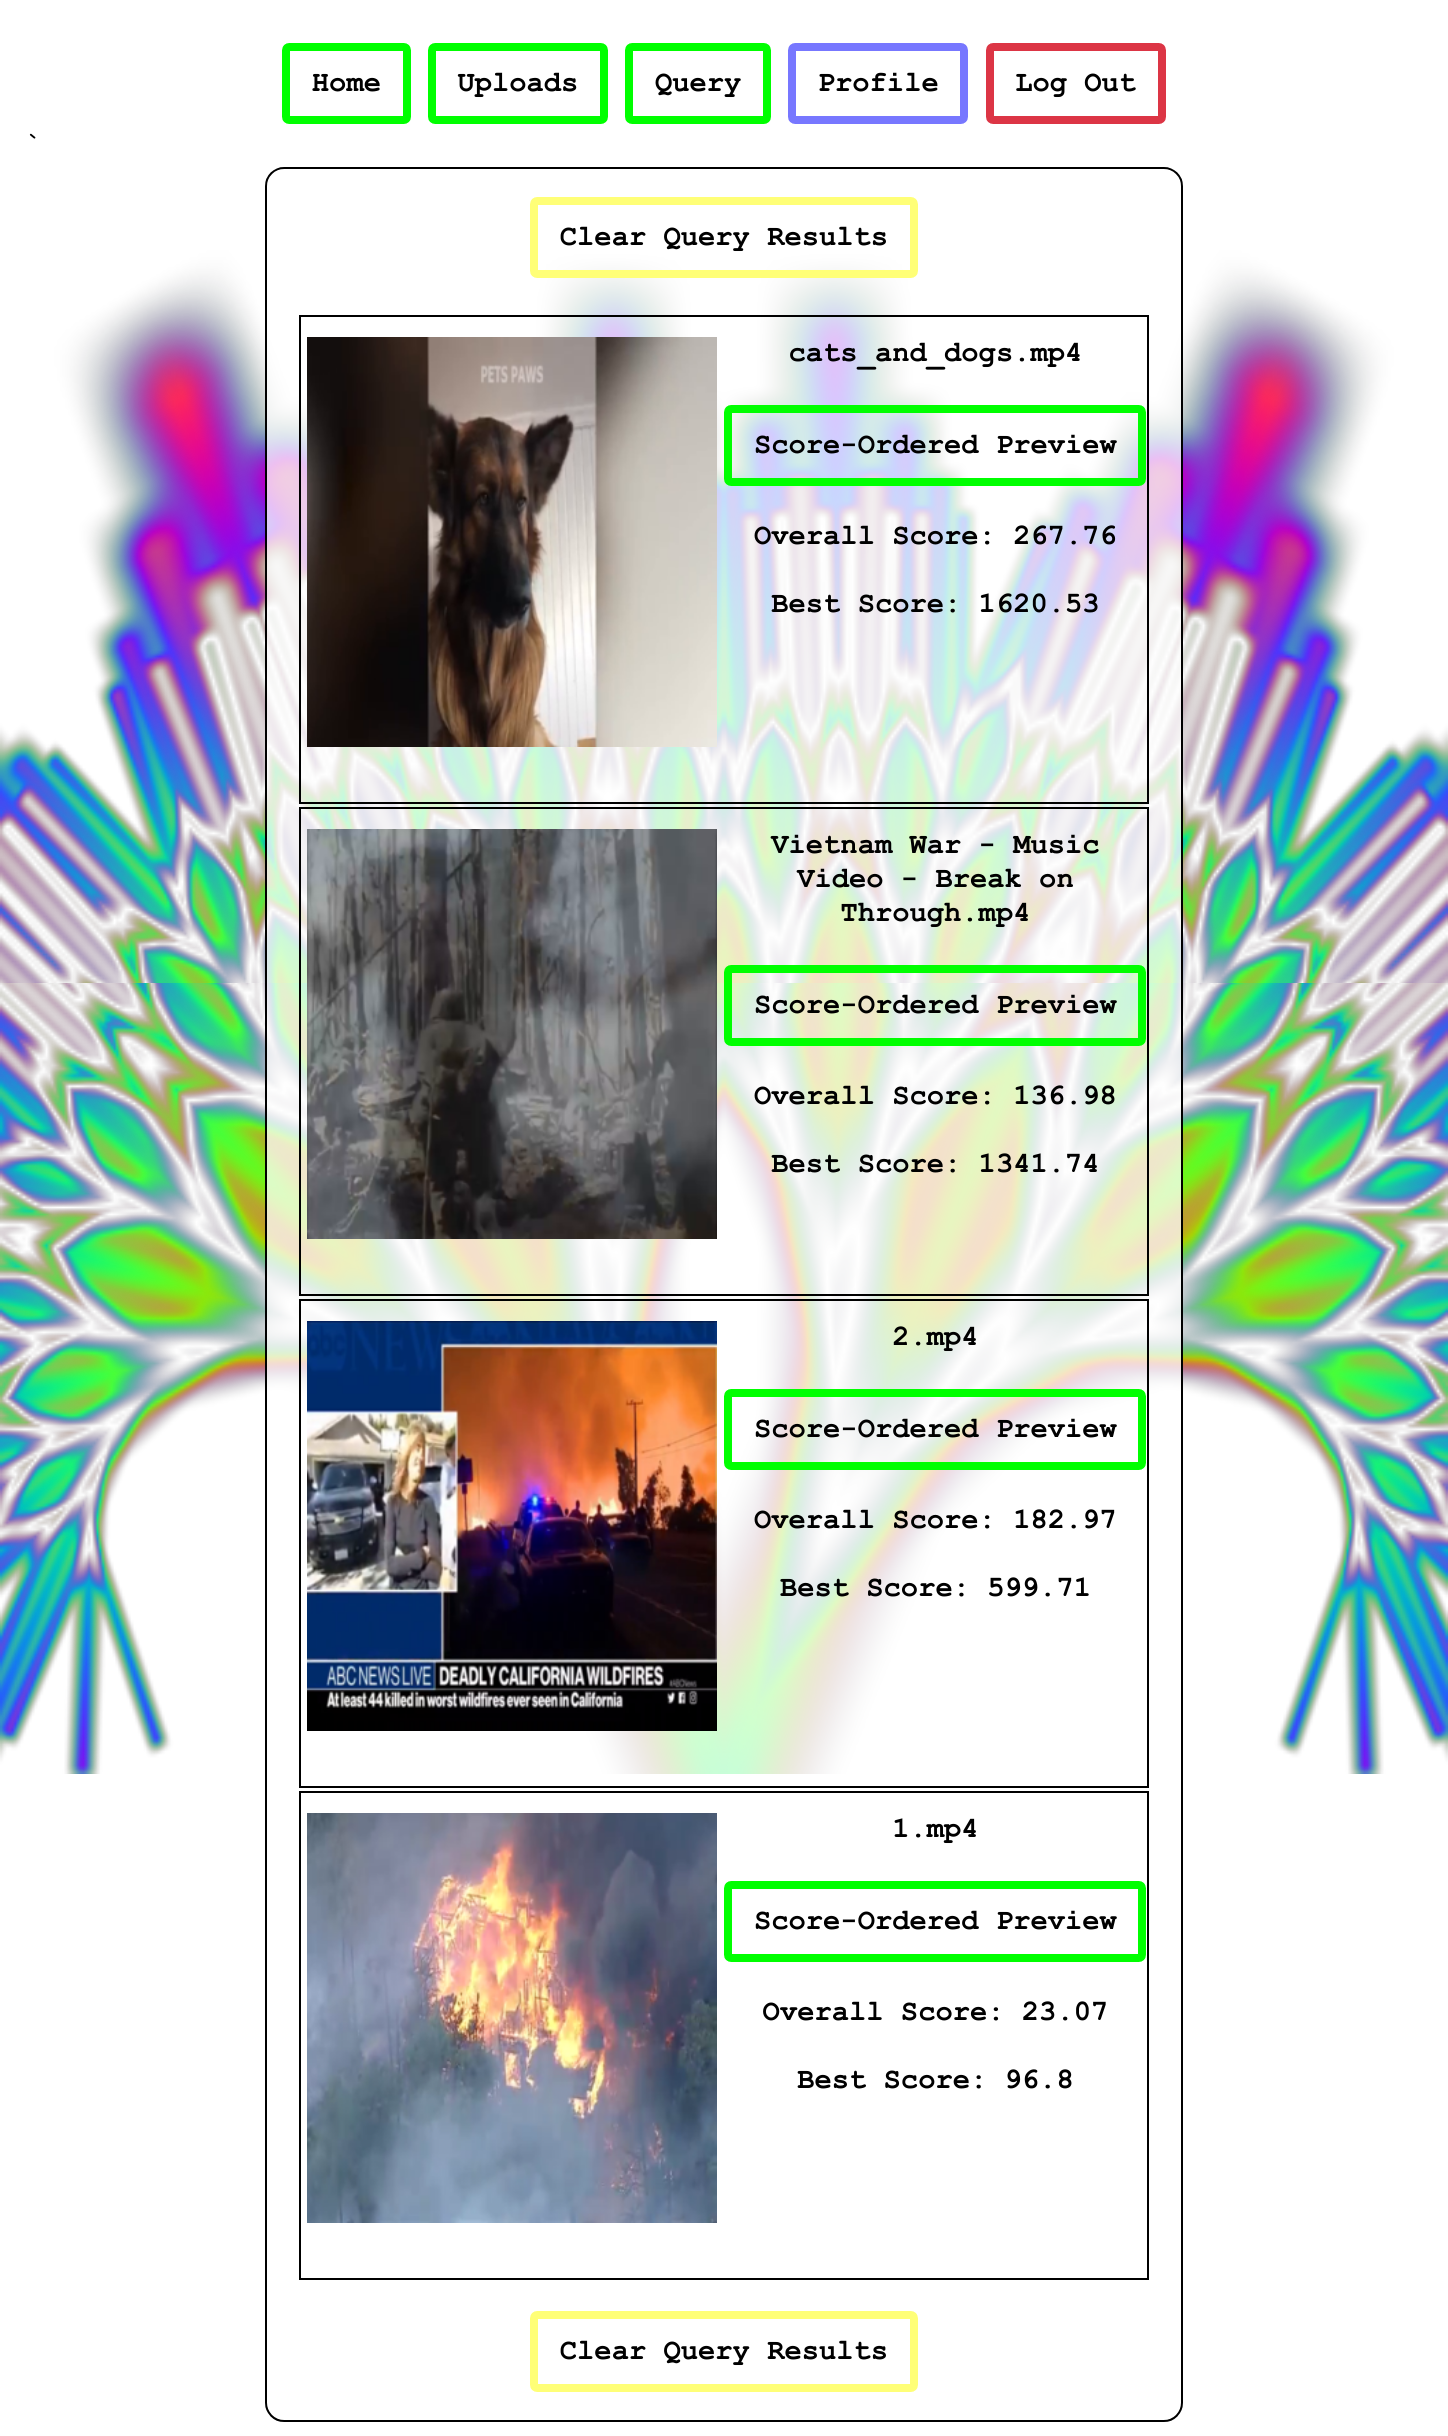 Home Uploads Query Profile Log Out
`
Clear Query Results
PETS PAWS
cats_and_dogs.mp4
Score-Ordered Preview
Overall Score: 267.76
Best Score: 1620.53
Vietnam War - Music
Video - Break on
Through.mp4
Score-Ordered Preview
Overall Score: 136.98
Best Score: 1341.74
abc NEWS
ABC NEWS LIVE DEADLY CALIFORNIA WILDFIRES
At least 44 killed in worst wildfires ever seen in California
2.mp4
Score-Ordered Preview
Overall Score: 182.97
Best Score: 599.71
1.mp4
Score-Ordered Preview
Overall Score: 23.07
Best Score: 96.8
Clear Query Results